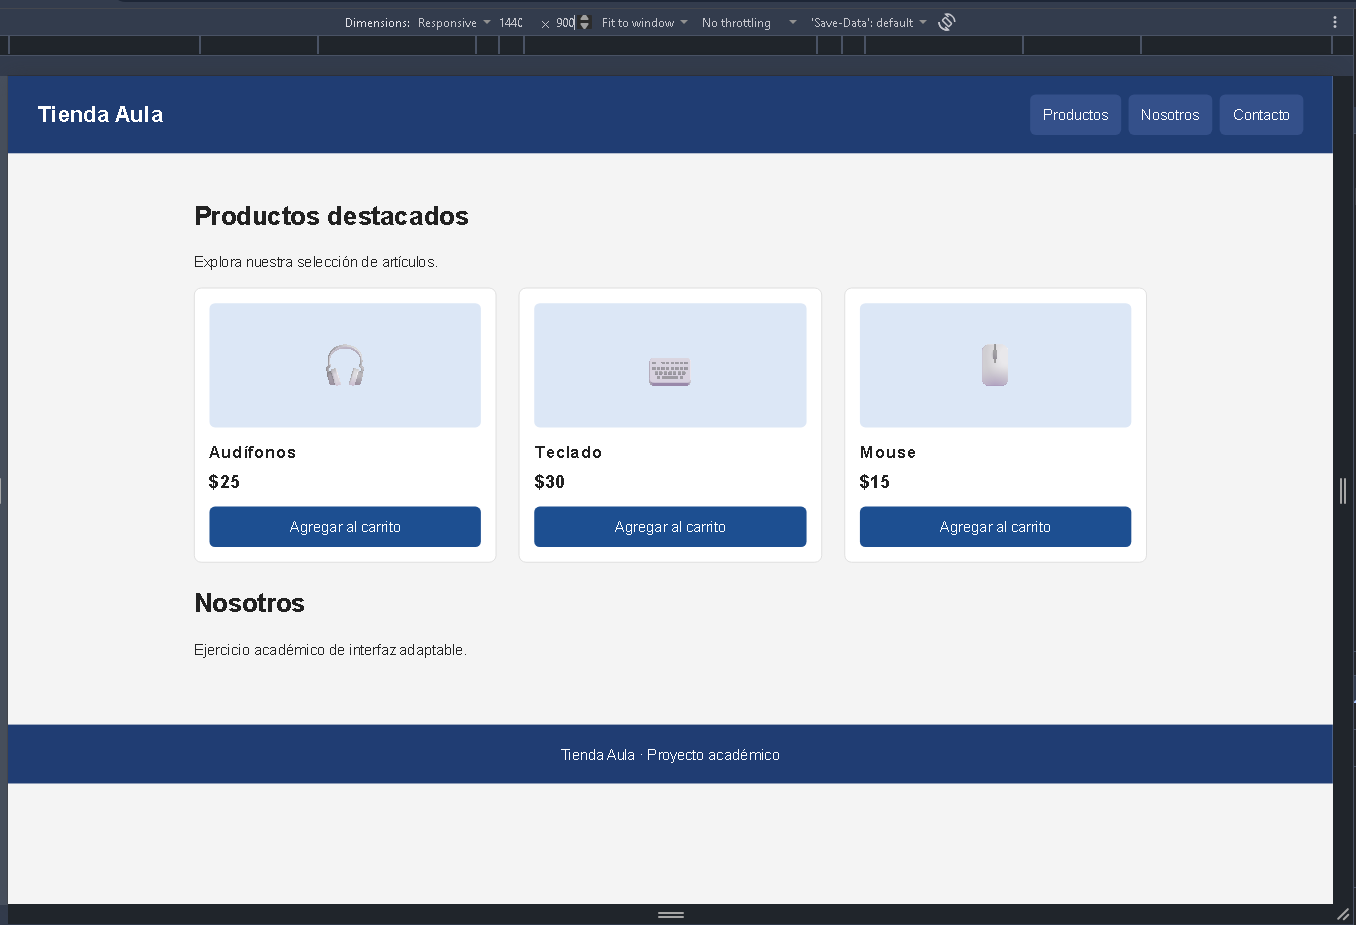 Dimensions: Responsive 1440 × 900 Fit to window No throttling 'Save-Data': default
Tienda Aula
Productos Nosotros Contacto
Productos destacados
Explora nuestra selección de artículos.
Audífonos
$25
Agregar al carrito
Teclado
$30
Agregar al carrito
Mouse
$15
Agregar al carrito
Nosotros
Ejercicio académico de interfaz adaptable.
Tienda Aula · Proyecto académico